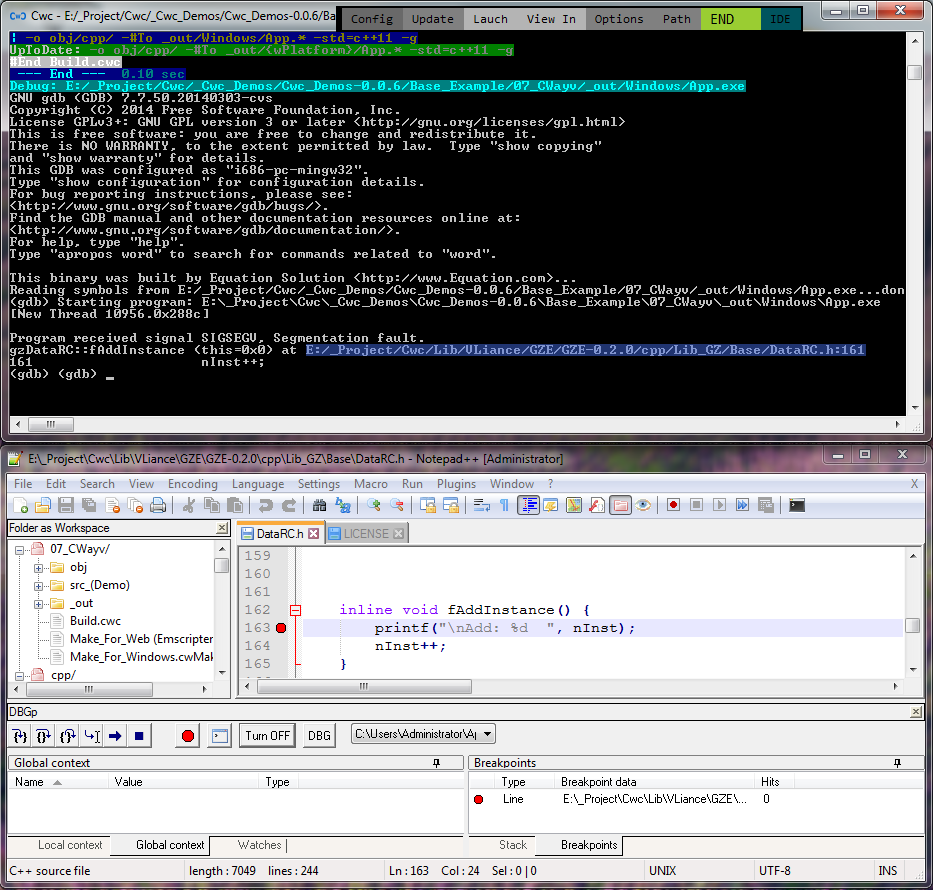 Cwc - E:/_Project/Cwc/_Cwc_Demos/Cwc_Demos-0.0.6/Ba
Config Update Lauch View In Options Path END IDE
| -o obj/cpp/ -#To _out/Windows/App.* -std=c++11 -g
UpToDate: -o obj/cpp/ -#To _out/{wPlatform}/App.* -std=c++11 -g
#End Build.cwc
--- End --- 0.10 sec
Debug: E:/_Project/Cwc/_Cwc_Demos/Cwc_Demos-0.0.6/Base_Example/07_CWayv/_out/Windows/App.exe
GNU gdb (GDB) 7.7.50.20140303-cvs
Copyright (C) 2014 Free Software Foundation, Inc.
License GPLv3+: GNU GPL version 3 or later <http://gnu.org/licenses/gpl.html>
This is free software: you are free to change and redistribute it.
There is NO WARRANTY, to the extent permitted by law.  Type "show copying"
and "show warranty" for details.
This GDB was configured as "i686-pc-mingw32".
Type "show configuration" for configuration details.
For bug reporting instructions, please see:
<http://www.gnu.org/software/gdb/bugs/>.
Find the GDB manual and other documentation resources online at:
<http://www.gnu.org/software/gdb/documentation/>.
For help, type "help".
Type "apropos word" to search for commands related to "word".
This binary was built by Equation Solution <http://www.Equation.com>...
Reading symbols from E:/_Project/Cwc/_Cwc_Demos/Cwc_Demos-0.0.6/Base_Example/07_CWayv/_out/Windows/App.exe...don
(gdb) Starting program: E:\_Project\Cwc\_Cwc_Demos\Cwc_Demos-0.0.6\Base_Example\07_CWayv\_out\Windows\App.exe
[New Thread 10956.0x288c]
Program received signal SIGSEGV, Segmentation fault.
gzDataRC::fAddInstance (this=0x0) at E:/_Project/Cwc/Lib/VLiance/GZE/GZE-0.2.0/cpp/Lib_GZ/Base/DataRC.h:161
161 nInst++;
(gdb) (gdb) _
E:\_Project\Cwc\Lib\VLiance\GZE\GZE-0.2.0\cpp\Lib_GZ\Base\DataRC.h - Notepad++ [Administrator]
File Edit Search View Encoding Language Settings Macro Run Plugins Window ? X
Folder as Workspace
DataRC.h LICENSE
07_CWayv/
obj
src_(Demo)
_out
Build.cwc
Make_For_Web (Emscripter
Make_For_Windows.cwMak
cpp/
159
160
161
162 inline void fAddInstance() {
163 printf("\nAdd: %d  ", nInst);
164 nInst++;
165 }
DBGp
Turn OFF DBG C:\Users\Administrator\A
Global context
Name Value Type
Breakpoints
Type Breakpoint data Hits
Line E:\_Project\Cwc\Lib\VLiance\GZE\... 0
Local context Global context Watches
Stack Breakpoints
C++ source file length : 7049 lines : 244 Ln : 163 Col : 24 Sel : 0 | 0 UNIX UTF-8 INS